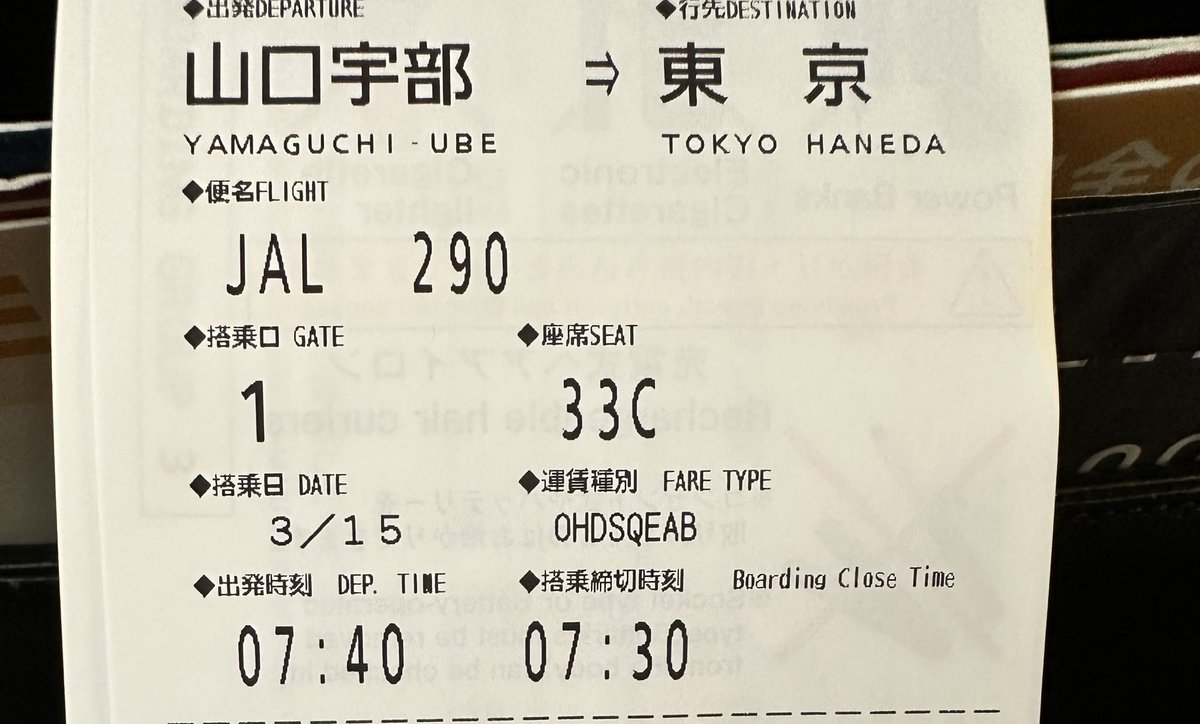 ◆出発DEPARTURE ◆行先DESTINATION
山口宇部 ⇒ 東 京
YAMAGUCHI-UBE TOKYO HANEDA
◆便名FLIGHT
JAL 290
◆搭乗口 GATE ◆座席SEAT
1 33C
◆搭乗日 DATE ◆運賃種別 FARE TYPE
3/15 OHDSQEAB
◆出発時刻 DEP. TIME ◆搭乗締切時刻 Boarding Close Time
07:40 07:30